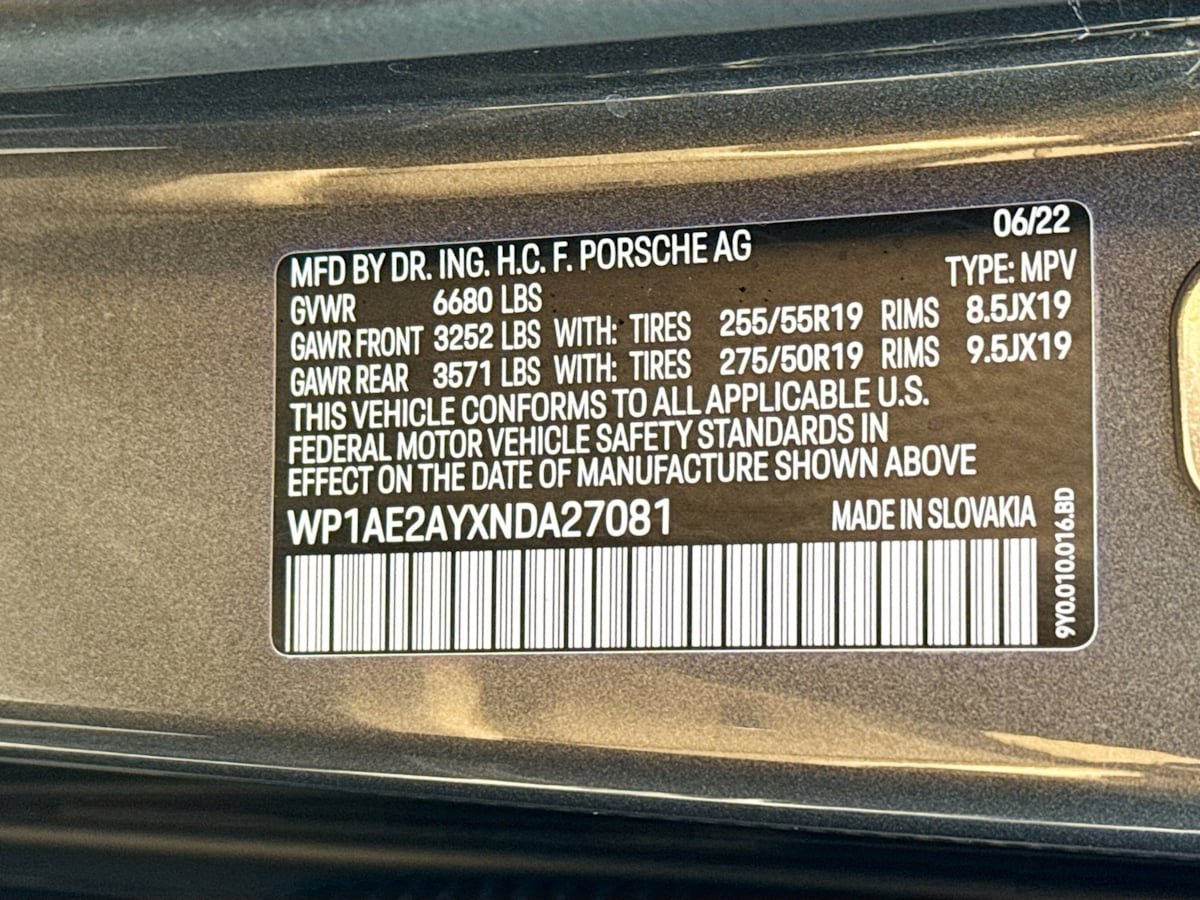 06/22
MFD BY DR. ING. H.C. F. PORSCHE AG
TYPE: MPV
GVWR 6680 LBS
GAWR FRONT 3252 LBS WITH: TIRES 255/55R19 RIMS 8.5JX19
GAWR REAR 3571 LBS WITH: TIRES 275/50R19 RIMS 9.5JX19
THIS VEHICLE CONFORMS TO ALL APPLICABLE U.S.
FEDERAL MOTOR VEHICLE SAFETY STANDARDS IN
EFFECT ON THE DATE OF MANUFACTURE SHOWN ABOVE
WP1AE2AYXNDA27081 MADE IN SLOVAKIA
9Y0.010.016.BD